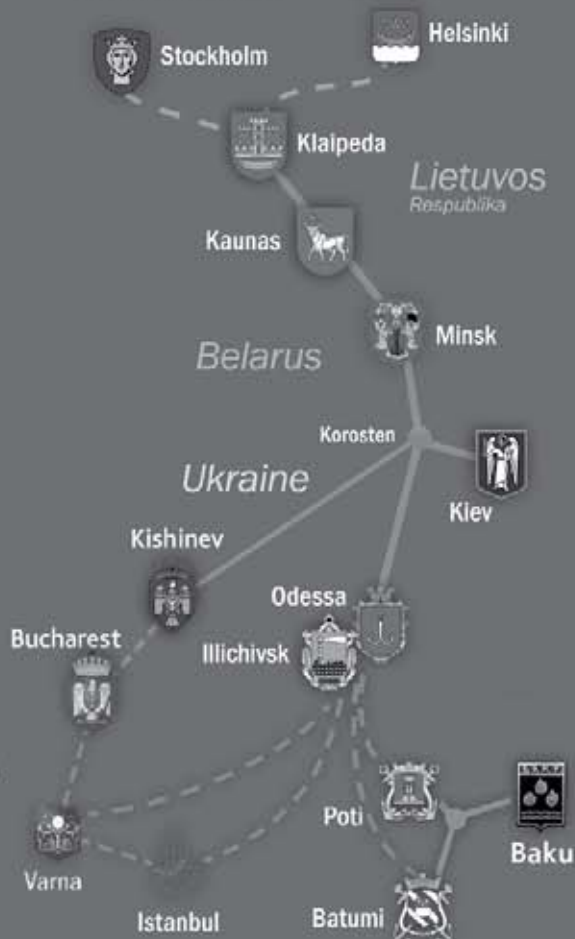 Helsinki
Stockholm
Klaipeda
Lietuvos
Respublika
Kaunas
Minsk
Belarus
Korosten
Ukraine
Kiev
Kishinev
Odessa
Bucharest
Illichivsk
Poti
Baku
Varna
Istanbul
Batumi